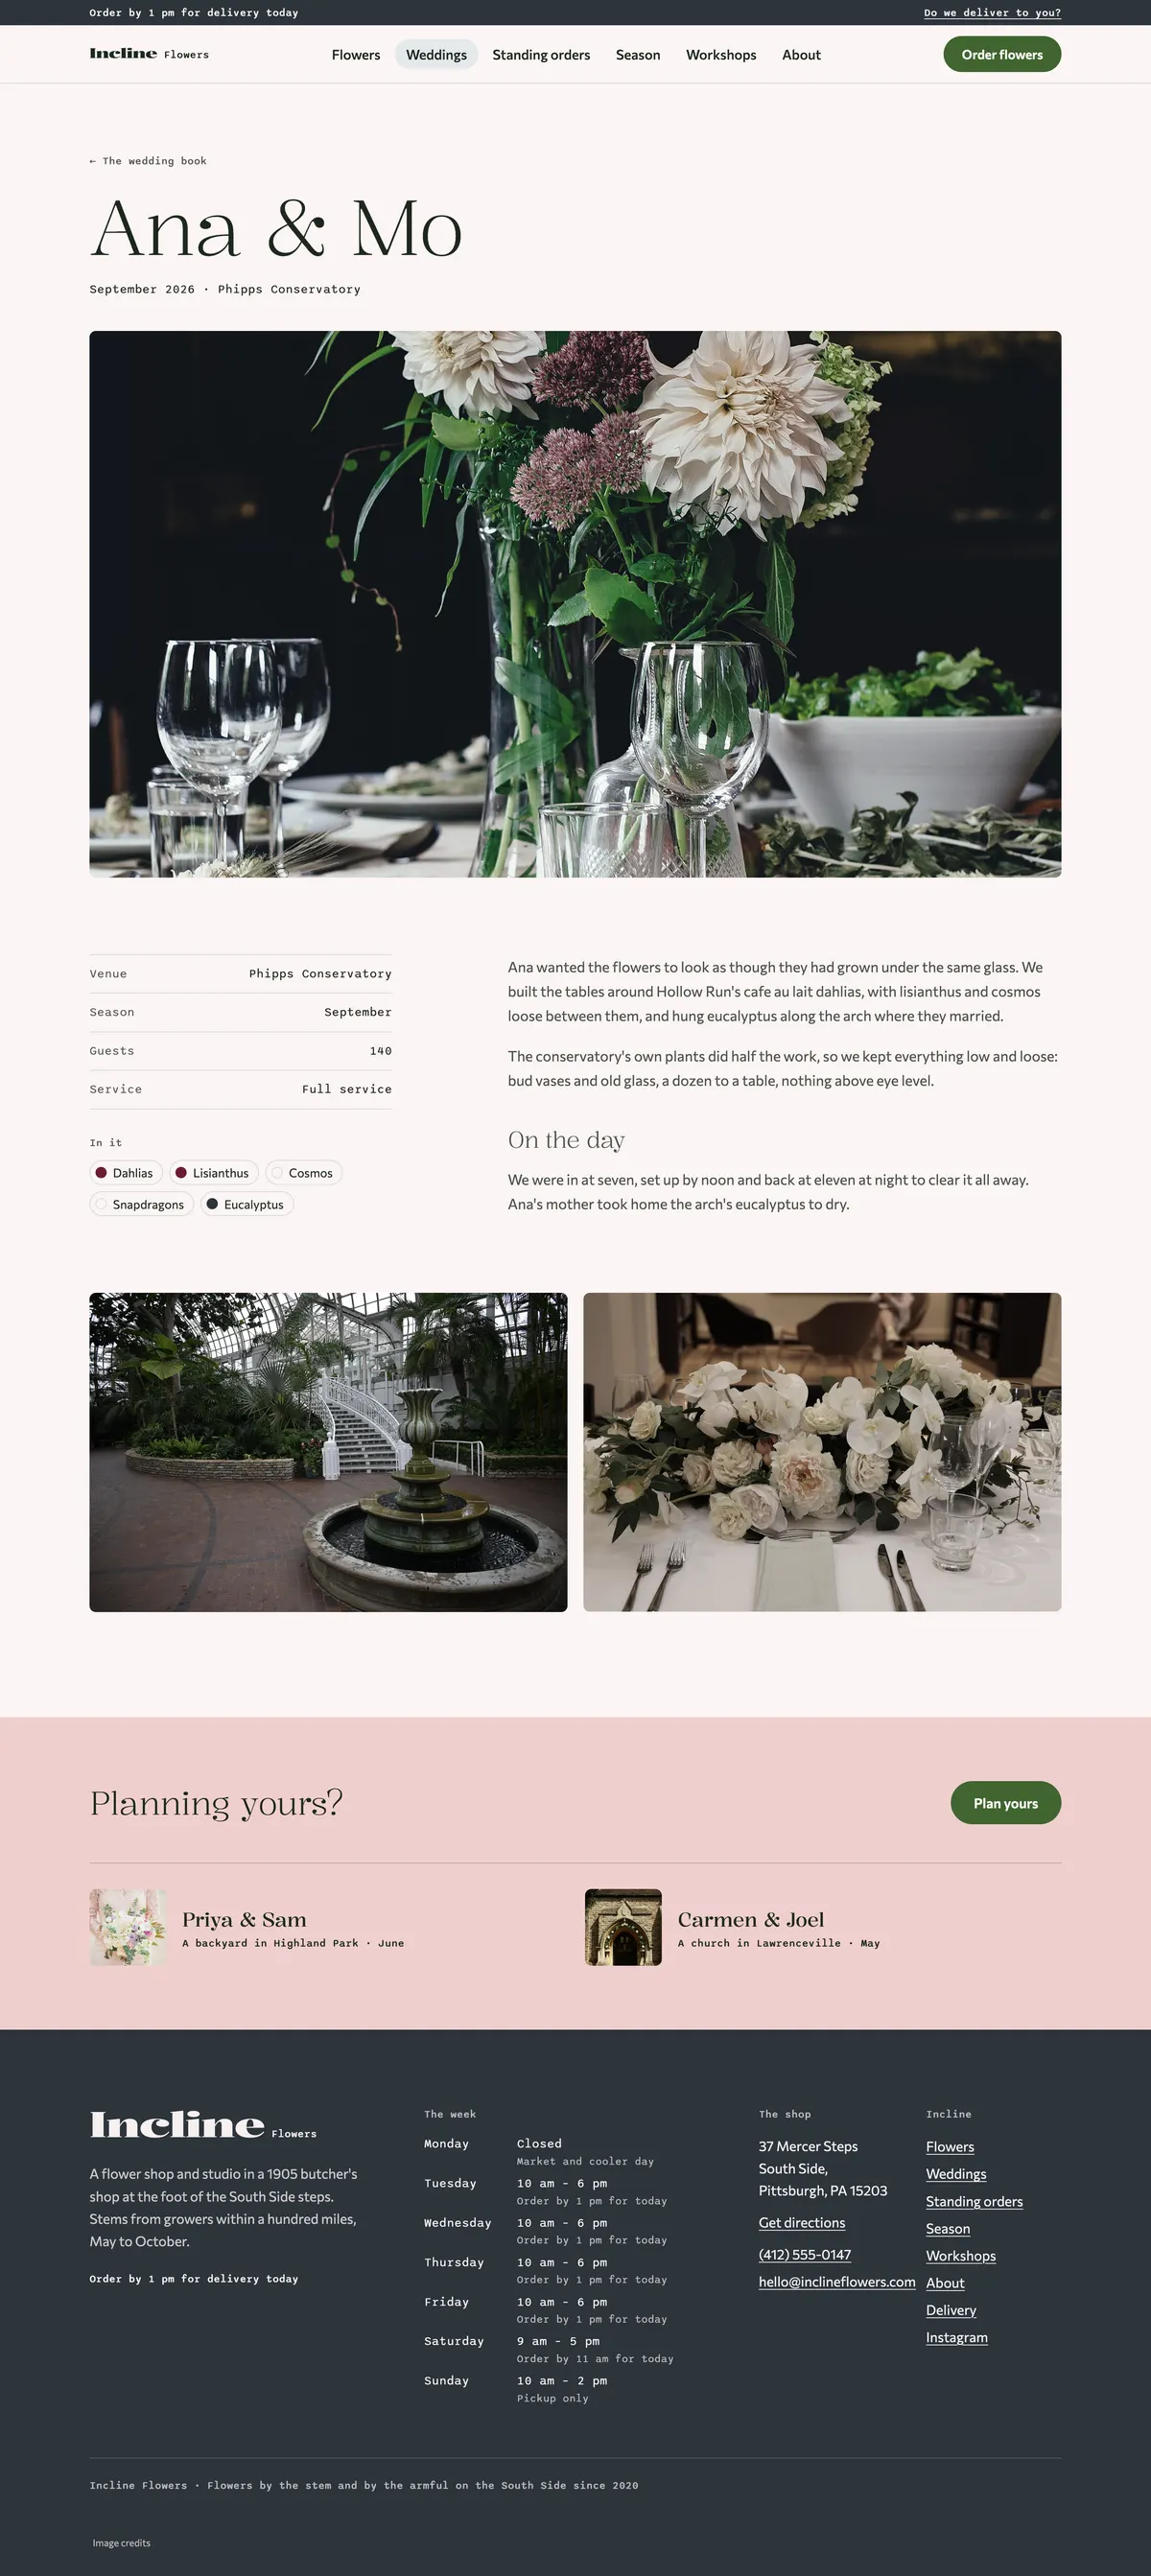 Order by 1 pm for delivery today
Do we deliver to you?
Incline Flowers
Flowers
Weddings
Standing orders
Season
Workshops
About
Order flowers
← The wedding book
Ana & Mo
September 2026 · Phipps Conservatory
Venue Phipps Conservatory
Season September
Guests 140
Service Full service
In it
Dahlias
Lisianthus
Cosmos
Snapdragons
Eucalyptus
Ana wanted the flowers to look as though they had grown under the same glass. We
built the tables around Hollow Run's cafe au lait dahlias, with lisianthus and cosmos
loose between them, and hung eucalyptus along the arch where they married.
The conservatory's own plants did half the work, so we kept everything low and loose:
bud vases and old glass, a dozen to a table, nothing above eye level.
On the day
We were in at seven, set up by noon and back at eleven at night to clear it all away.
Ana's mother took home the arch's eucalyptus to dry.
Planning yours?
Plan yours
Priya & Sam
A backyard in Highland Park · June
Carmen & Joel
A church in Lawrenceville · May
Incline Flowers
A flower shop and studio in a 1905 butcher's
shop at the foot of the South Side steps.
Stems from growers within a hundred miles,
May to October.
Order by 1 pm for delivery today
The week
Monday Closed
Market and cooler day
Tuesday 10 am – 6 pm
Order by 1 pm for today
Wednesday 10 am – 6 pm
Order by 1 pm for today
Thursday 10 am – 6 pm
Order by 1 pm for today
Friday 10 am – 6 pm
Order by 1 pm for today
Saturday 9 am – 5 pm
Order by 11 am for today
Sunday 10 am – 2 pm
Pickup only
The shop
37 Mercer Steps
South Side,
Pittsburgh, PA 15203
Get directions
(412) 555-0147
hello@inclineflowers.com
Incline
Flowers
Weddings
Standing orders
Season
Workshops
About
Delivery
Instagram
Incline Flowers · Flowers by the stem and by the armful on the South Side since 2020
Image credits